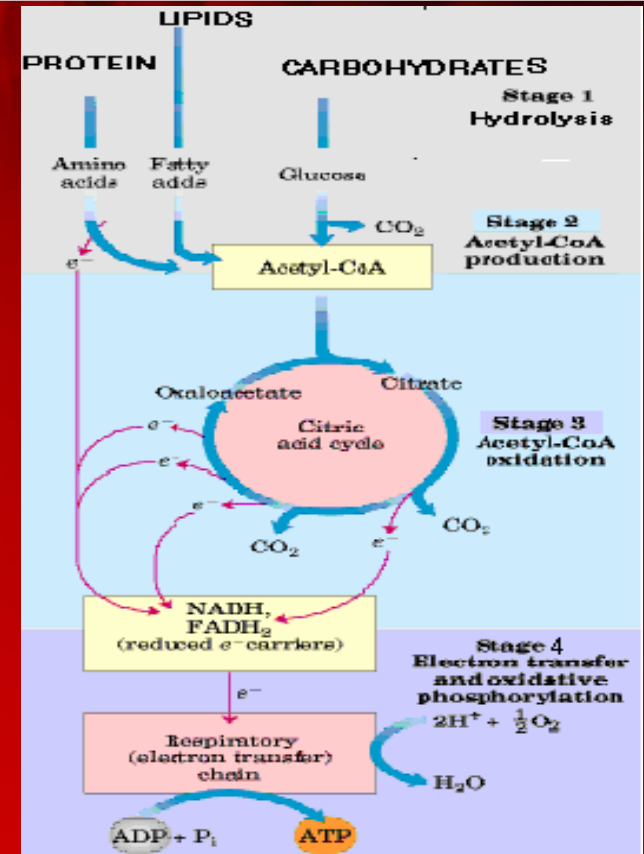 LIPIDS
PROTEIN
CARBOHYDRATES
Stage 1
Hydrolysis
Amino
acids
Fatty
adds
Glucose
CO₂
Stage 2
Acetyl-CoA
production
e⁻
Acetyl-CoA
Oxaloacetate
Citrate
Citric
acid cycle
Stage 3
Acetyl-CoA
oxidation
e⁻
e⁻
e⁻
e⁻
CO₂
CO₂
NADH,
FADH₂
(reduced e⁻ carriers)
Stage 4
Electron transfer
and oxidative
phosphorylation
e⁻
2H⁺ + ½O₂
Respiratory
(electron transfer)
chain
H₂O
ADP + Pᵢ
ATP